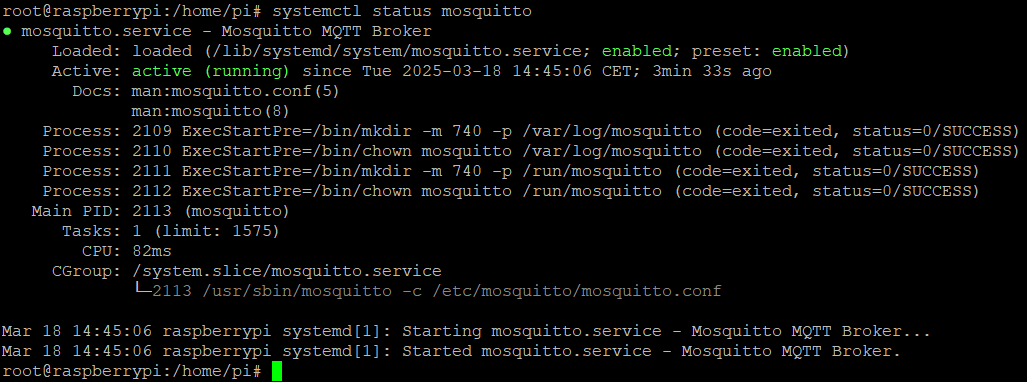 root@raspberrypi:/home/pi# systemctl status mosquitto
● mosquitto.service - Mosquitto MQTT Broker
     Loaded: loaded (/lib/systemd/system/mosquitto.service; enabled; preset: enabled)
     Active: active (running) since Tue 2025-03-18 14:45:06 CET; 3min 33s ago
       Docs: man:mosquitto.conf(5)
             man:mosquitto(8)
    Process: 2109 ExecStartPre=/bin/mkdir -m 740 -p /var/log/mosquitto (code=exited, status=0/SUCCESS)
    Process: 2110 ExecStartPre=/bin/chown mosquitto /var/log/mosquitto (code=exited, status=0/SUCCESS)
    Process: 2111 ExecStartPre=/bin/mkdir -m 740 -p /run/mosquitto (code=exited, status=0/SUCCESS)
    Process: 2112 ExecStartPre=/bin/chown mosquitto /run/mosquitto (code=exited, status=0/SUCCESS)
   Main PID: 2113 (mosquitto)
      Tasks: 1 (limit: 1575)
        CPU: 82ms
     CGroup: /system.slice/mosquitto.service
             └─2113 /usr/sbin/mosquitto -c /etc/mosquitto/mosquitto.conf

Mar 18 14:45:06 raspberrypi systemd[1]: Starting mosquitto.service - Mosquitto MQTT Broker...
Mar 18 14:45:06 raspberrypi systemd[1]: Started mosquitto.service - Mosquitto MQTT Broker.
root@raspberrypi:/home/pi#